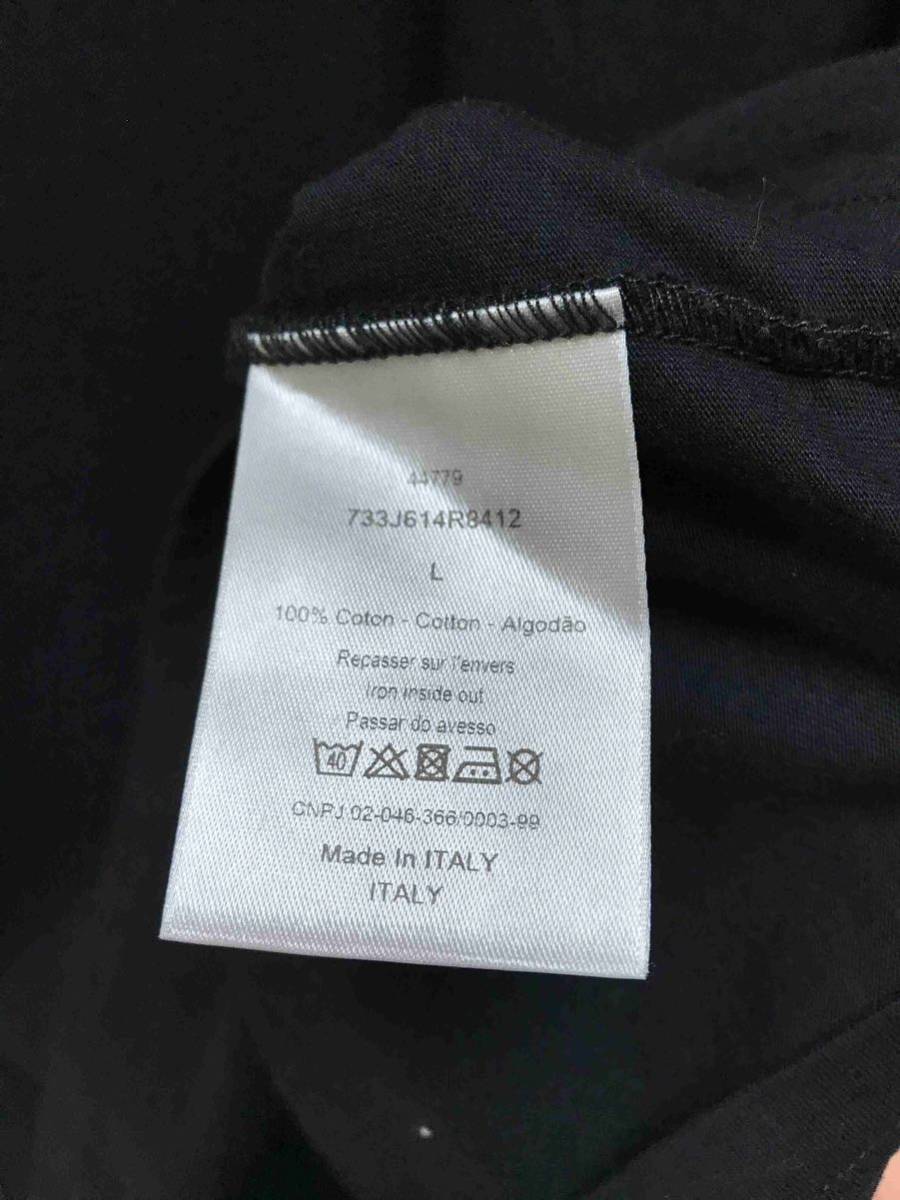 44779
733J614R8412
L
100% Coton - Cotton - Algodão
Repasser sur l'envers
Iron inside out
Passar do avesso
40
CNPJ 02-046-366/0003-99
Made In ITALY
ITALY